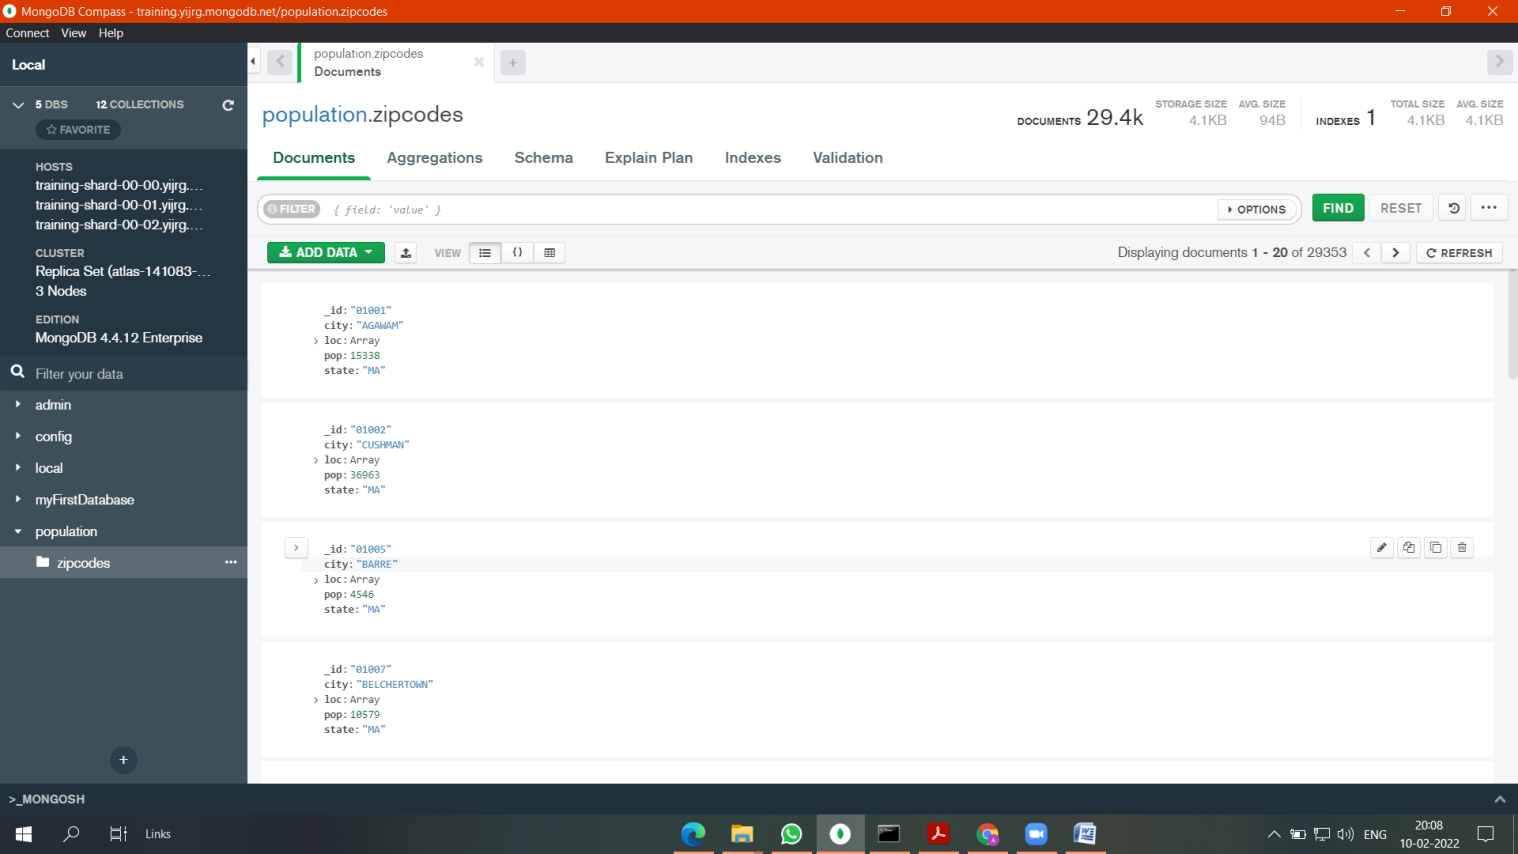 MongoDB Compass - training.yijrg.mongodb.net/population.zipcodes
Connect View Help
Local
5 DBS 12 COLLECTIONS
FAVORITE
HOSTS
training-shard-00-00.yijrg....
training-shard-00-01.yijrg....
training-shard-00-02.yijrg....
CLUSTER
Replica Set (atlas-141083-...
3 Nodes
EDITION
MongoDB 4.4.12 Enterprise
Filter your data
admin
config
local
myFirstDatabase
population
zipcodes
population.zipcodes
Documents
population.zipcodes
DOCUMENTS 29.4k STORAGE SIZE 4.1KB AVG. SIZE 94B INDEXES 1 TOTAL SIZE 4.1KB AVG. SIZE 4.1KB
Documents Aggregations Schema Explain Plan Indexes Validation
FILTER { field: 'value' } OPTIONS FIND RESET
ADD DATA VIEW {} Displaying documents 1 - 20 of 29353 REFRESH
_id: "01001"
city: "AGAWAM"
loc: Array
pop: 15338
state: "MA"
_id: "01002"
city: "CUSHMAN"
loc: Array
pop: 36963
state: "MA"
_id: "01005"
city: "BARRE"
loc: Array
pop: 4546
state: "MA"
_id: "01007"
city: "BELCHERTOWN"
loc: Array
pop: 10579
state: "MA"
>_MONGOSH
Links
ENG
20:08
10-02-2022